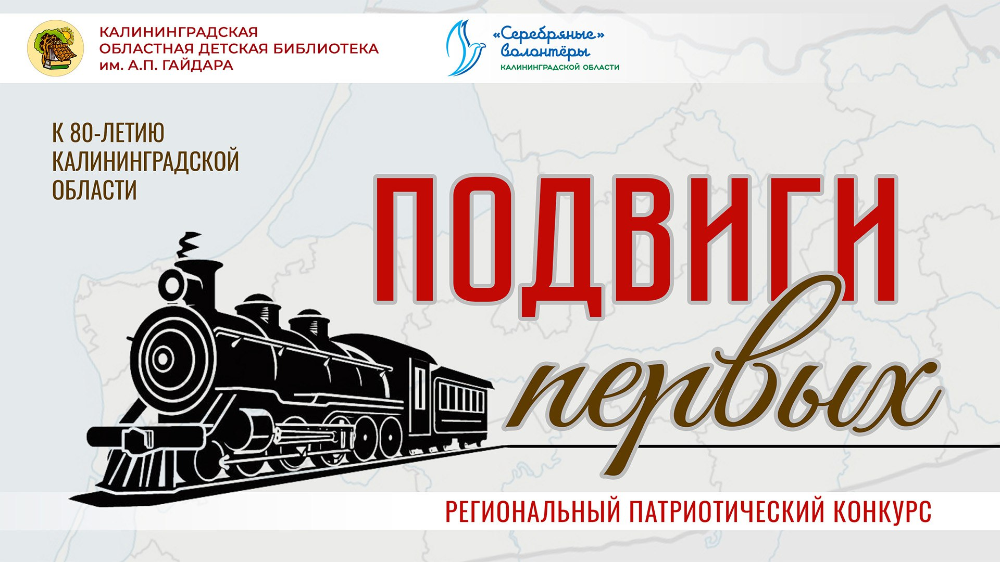 КАЛИНИНГРАДСКАЯ
ОБЛАСТНАЯ ДЕТСКАЯ БИБЛИОТЕКА
им. А.П. ГАЙДАРА
«Серебряные»
волонтёры
КАЛИНИНГРАДСКОЙ ОБЛАСТИ
К 80-ЛЕТИЮ
КАЛИНИНГРАДСКОЙ
ОБЛАСТИ
ПОДВИГИ
первых
РЕГИОНАЛЬНЫЙ ПАТРИОТИЧЕСКИЙ КОНКУРС